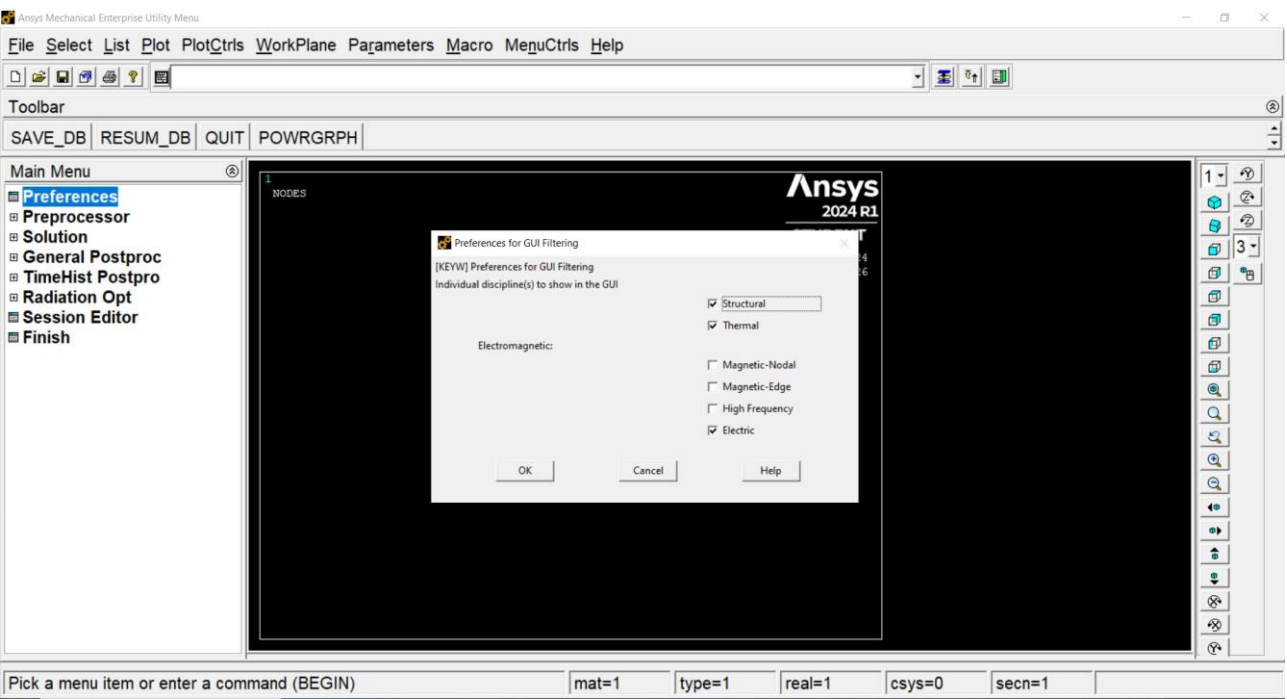 Ansys Mechanical Enterprise Utility Menu
File Select List Plot PlotCtrls WorkPlane Parameters Macro MenuCtrls Help
Toolbar
SAVE_DB RESUM_DB QUIT POWRGRPH
Main Menu
Preferences
Preprocessor
Solution
General Postproc
TimeHist Postpro
Radiation Opt
Session Editor
Finish
1
NODES
Ansys
2024 R1
Preferences for GUI Filtering
[KEYW] Preferences for GUI Filtering
Individual discipline(s) to show in the GUI
Structural
Thermal
Electromagnetic:
Magnetic-Nodal
Magnetic-Edge
High Frequency
Electric
OK Cancel Help
1
3
Pick a menu item or enter a command (BEGIN) mat=1 type=1 real=1 csys=0 secn=1